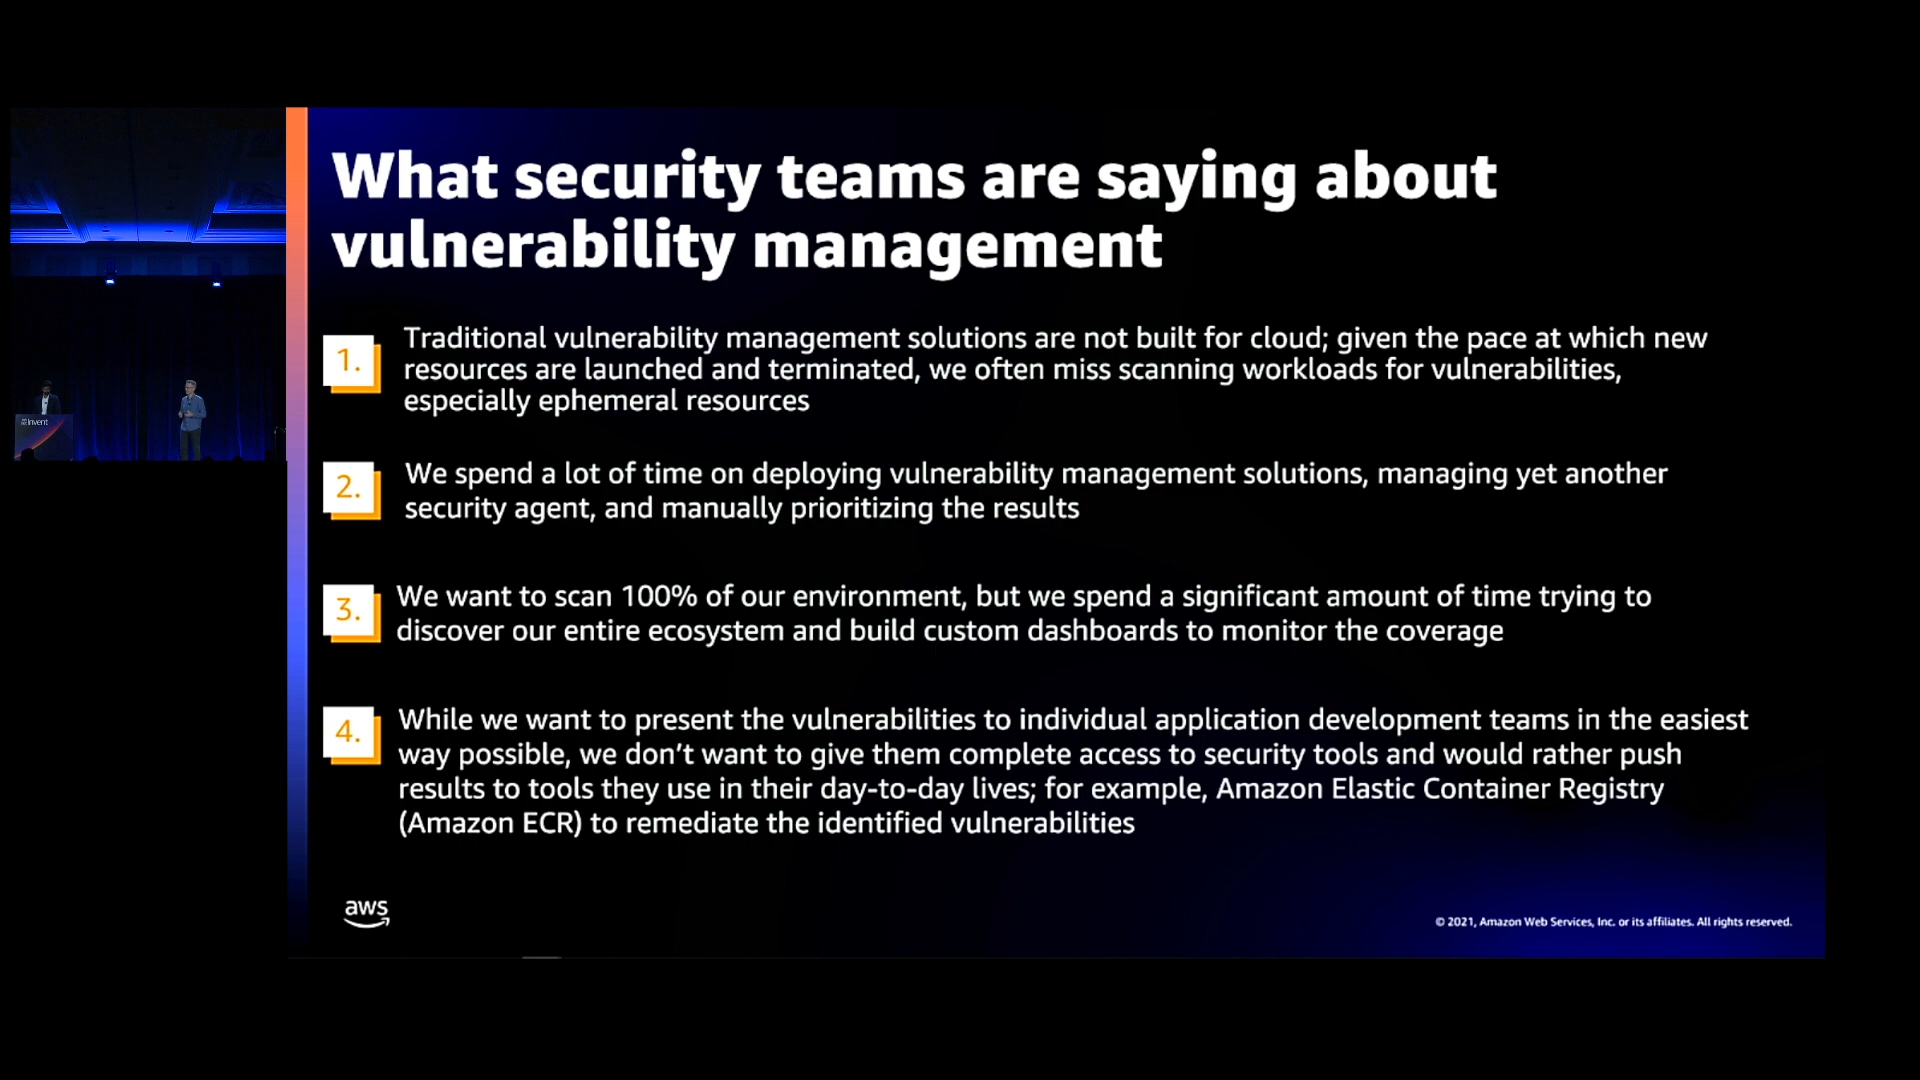 What security teams are saying about
vulnerability management
1.
Traditional vulnerability management solutions are not built for cloud; given the pace at which new
resources are launched and terminated, we often miss scanning workloads for vulnerabilities,
especially ephemeral resources
2.
We spend a lot of time on deploying vulnerability management solutions, managing yet another
security agent, and manually prioritizing the results
3.
We want to scan 100% of our environment, but we spend a significant amount of time trying to
discover our entire ecosystem and build custom dashboards to monitor the coverage
4.
While we want to present the vulnerabilities to individual application development teams in the easiest
way possible, we don’t want to give them complete access to security tools and would rather push
results to tools they use in their day-to-day lives; for example, Amazon Elastic Container Registry
(Amazon ECR) to remediate the identified vulnerabilities
aws
© 2021, Amazon Web Services, Inc. or its affiliates. All rights reserved.
Invent